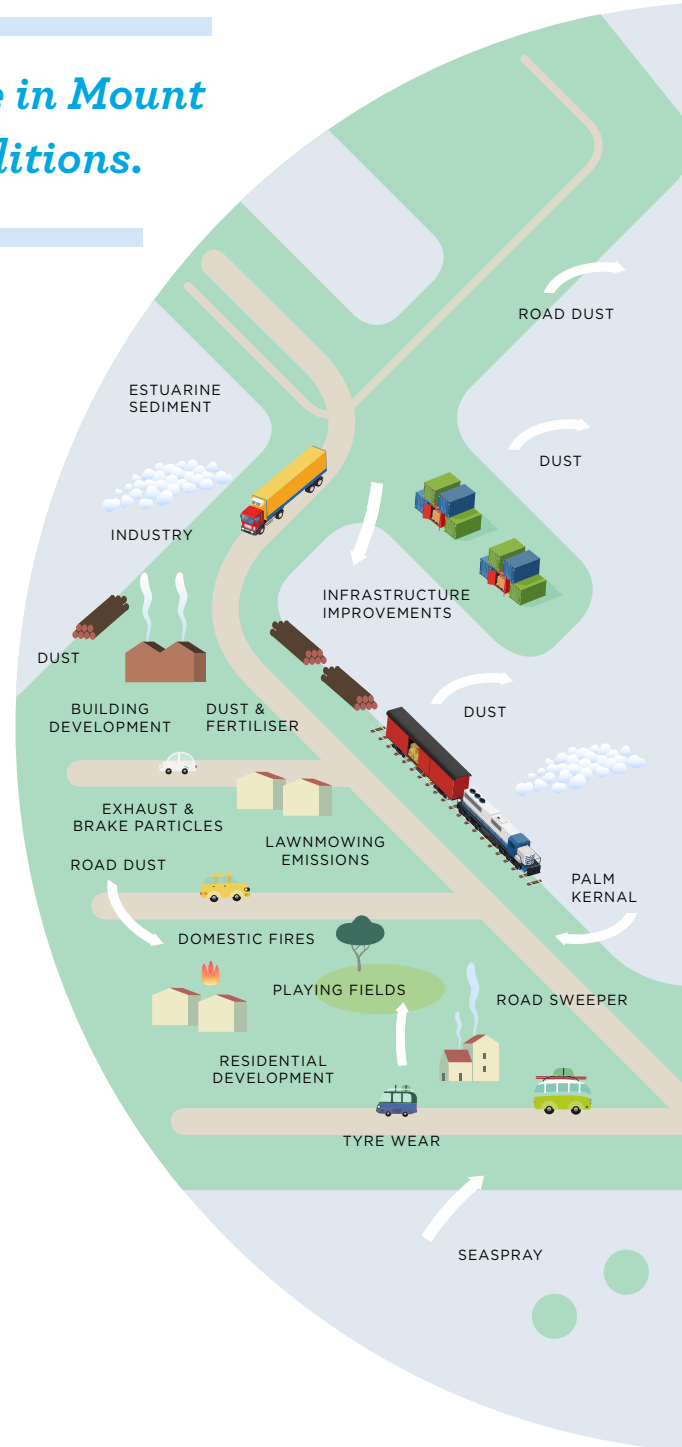 e in Mount
litions.
ROAD DUST
ESTUARINE
SEDIMENT
DUST
INDUSTRY
INFRASTRUCTURE
IMPROVEMENTS
DUST
BUILDING
DEVELOPMENT
DUST &
FERTILISER
DUST
EXHAUST &
BRAKE PARTICLES
LAWNMOWING
EMISSIONS
ROAD DUST
PALM
KERNAL
DOMESTIC FIRES
PLAYING FIELDS
ROAD SWEEPER
RESIDENTIAL
DEVELOPMENT
TYRE WEAR
SEASPRAY